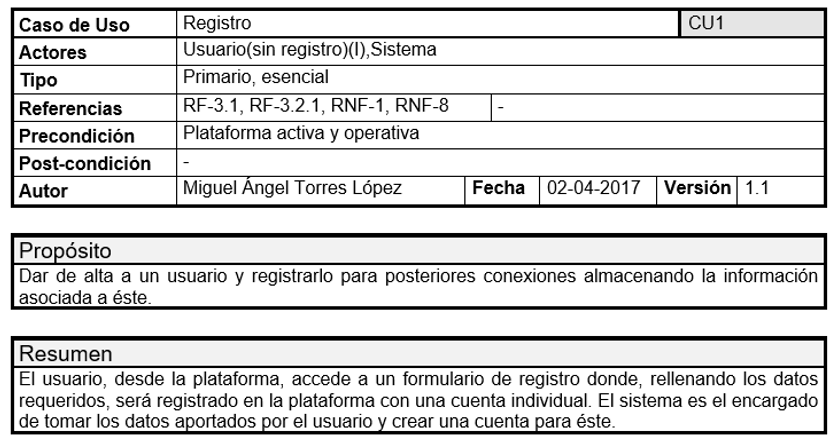 Caso de Uso Registro CU1
Actores Usuario(sin registro)(I),Sistema
Tipo Primario, esencial
Referencias RF-3.1, RF-3.2.1, RNF-1, RNF-8 -
Precondición Plataforma activa y operativa
Post-condición -
Autor Miguel Ángel Torres López Fecha 02-04-2017 Versión 1.1
Propósito
Dar de alta a un usuario y registrarlo para posteriores conexiones almacenando la información
asociada a éste.
Resumen
El usuario, desde la plataforma, accede a un formulario de registro donde, rellenando los datos
requeridos, será registrado en la plataforma con una cuenta individual. El sistema es el encargado
de tomar los datos aportados por el usuario y crear una cuenta para éste.